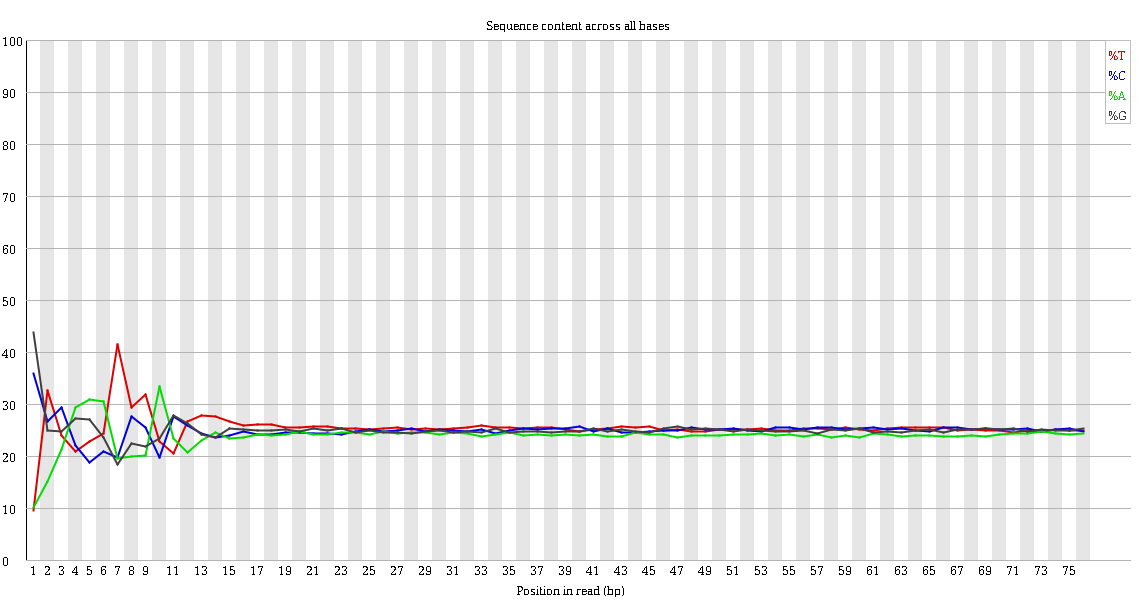 Sequence content across all bases
100
90
80
70
60
50
40
30
20
10
0
%T
%C
%A
%G
1 2 3 4 5 6 7 8 9 11 13 15 17 19 21 23 25 27 29 31 33 35 37 39 41 43 45 47 49 51 53 55 57 59 61 63 65 67 69 71 73 75
Position in read (bp)